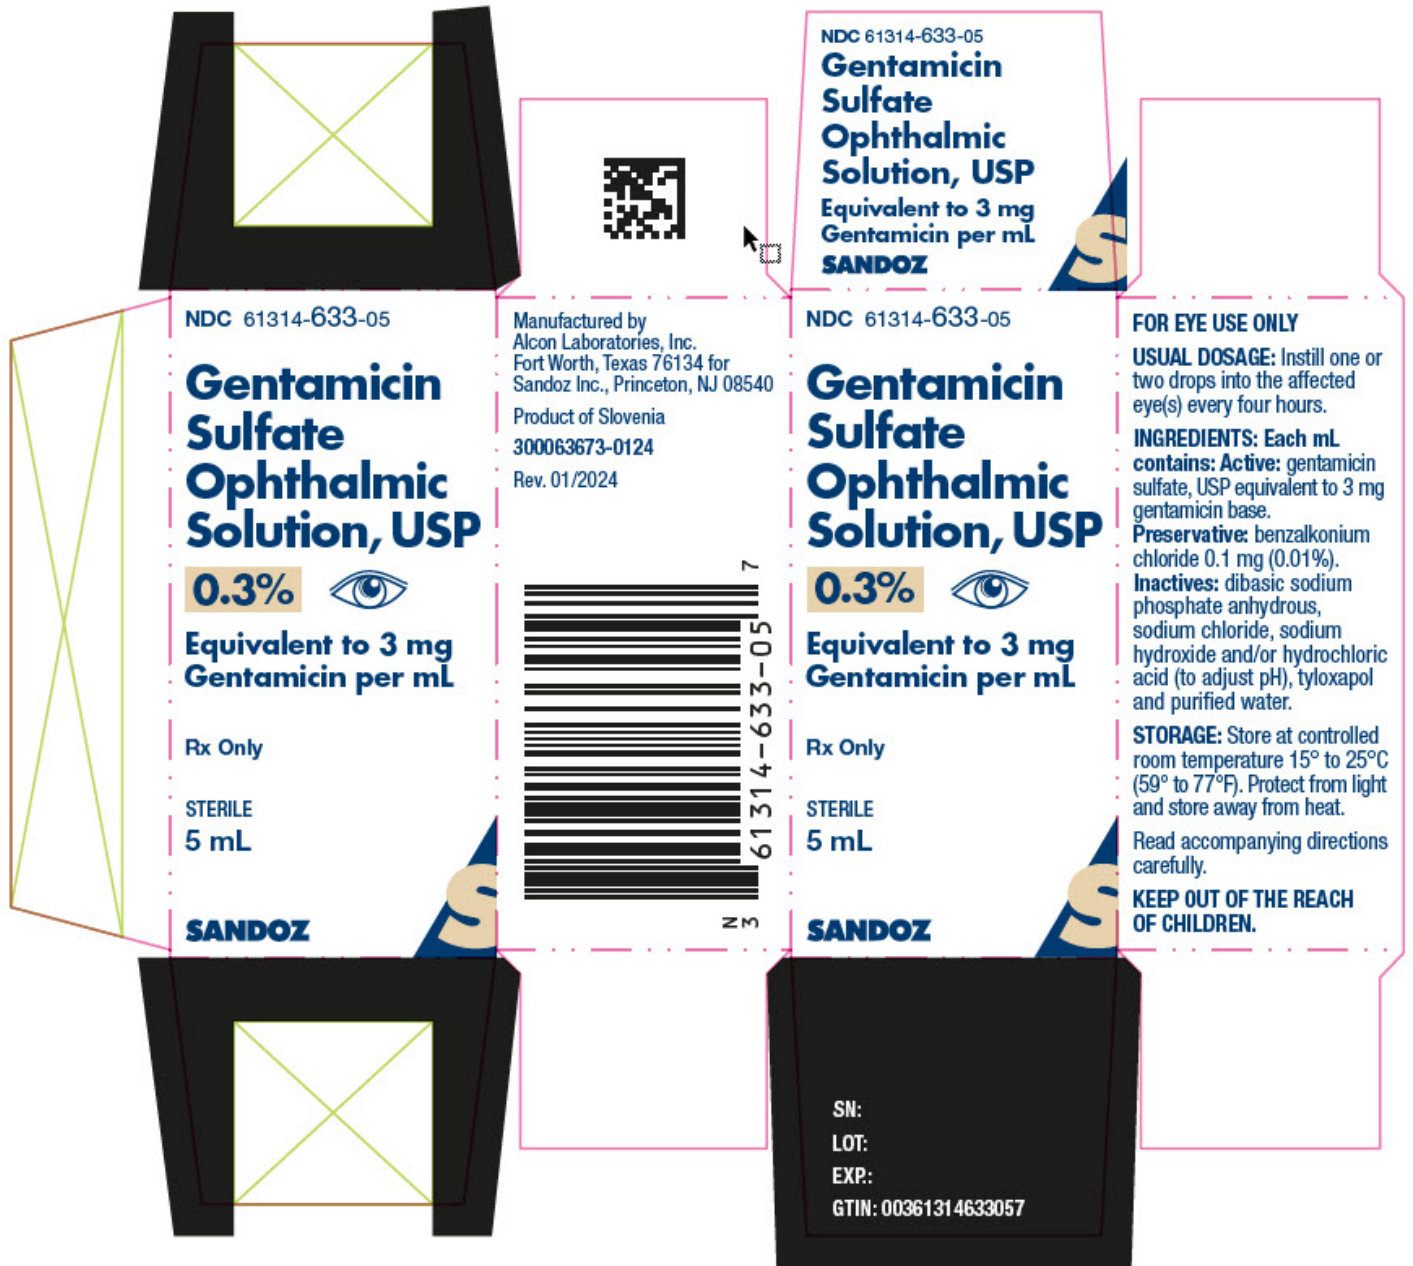 NDC 61314-633-05
Gentamicin
Sulfate
Ophthalmic
Solution, USP
Equivalent to 3 mg
Gentamicin per mL
SANDOZ
S
NDC 61314-633-05
Gentamicin
Sulfate
Ophthalmic
Solution, USP
0.3%
Equivalent to 3 mg
Gentamicin per mL
Rx Only
STERILE
5 mL
SANDOZ
S
Manufactured by
Alcon Laboratories, Inc.
Fort Worth, Texas 76134 for
Sandoz Inc., Princeton, NJ 08540
Product of Slovenia
300063673-0124
Rev. 01/2024
N
3
61314-633-05
7
NDC 61314-633-05
Gentamicin
Sulfate
Ophthalmic
Solution, USP
0.3%
Equivalent to 3 mg
Gentamicin per mL
Rx Only
STERILE
5 mL
SANDOZ
S
FOR EYE USE ONLY
USUAL DOSAGE: Instill one or
two drops into the affected
eye(s) every four hours.
INGREDIENTS: Each mL
contains: Active: gentamicin
sulfate, USP equivalent to 3 mg
gentamicin base.
Preservative: benzalkonium
chloride 0.1 mg (0.01%).
Inactives: dibasic sodium
phosphate anhydrous,
sodium chloride, sodium
hydroxide and/or hydrochloric
acid (to adjust pH), tyloxapol
and purified water.
STORAGE: Store at controlled
room temperature 15° to 25°C
(59° to 77°F). Protect from light
and store away from heat.
Read accompanying directions
carefully.
KEEP OUT OF THE REACH
OF CHILDREN.
SN:
LOT:
EXP.:
GTIN: 00361314633057